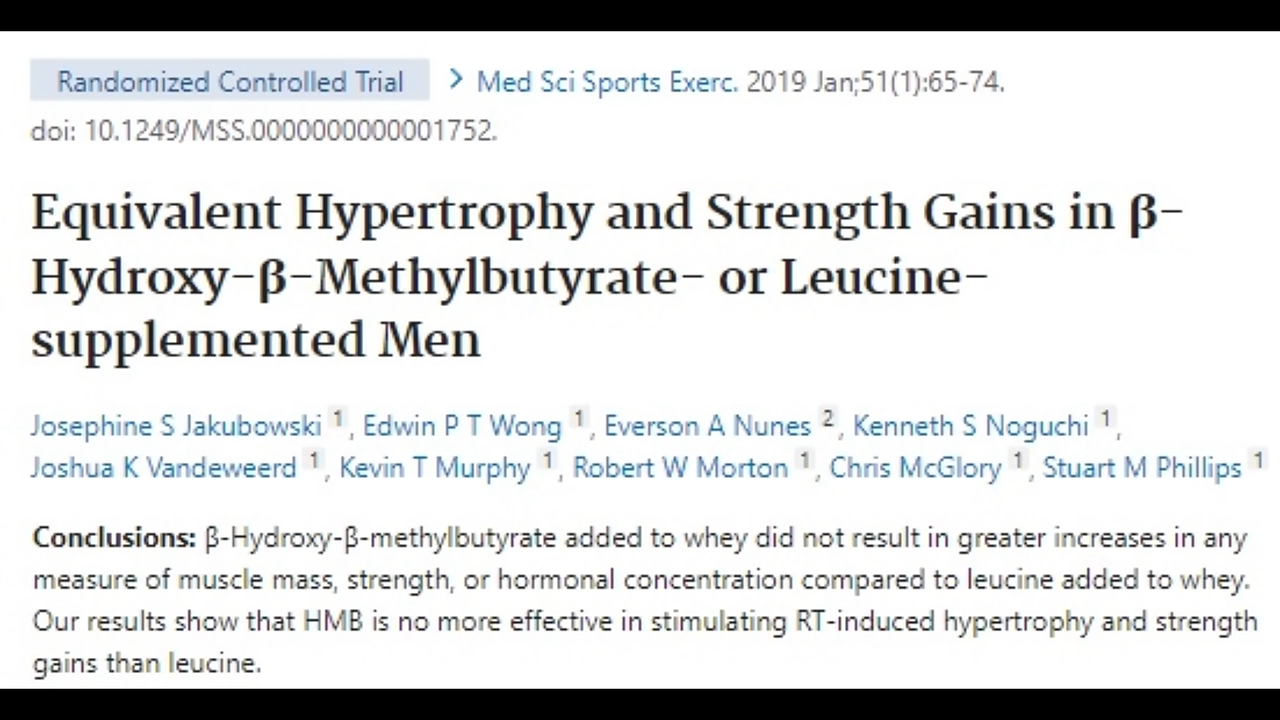 Randomized Controlled Trial > Med Sci Sports Exerc. 2019 Jan;51(1):65-74.
doi: 10.1249/MSS.0000000000001752.
Equivalent Hypertrophy and Strength Gains in β-
Hydroxy-β-Methylbutyrate- or Leucine-
supplemented Men
Josephine S Jakubowski 1, Edwin P T Wong 1, Everson A Nunes 2, Kenneth S Noguchi 1,
Joshua K Vandeweerd 1, Kevin T Murphy 1, Robert W Morton 1, Chris McGlory 1, Stuart M Phillips 1
Conclusions: β-Hydroxy-β-methylbutyrate added to whey did not result in greater increases in any
measure of muscle mass, strength, or hormonal concentration compared to leucine added to whey.
Our results show that HMB is no more effective in stimulating RT-induced hypertrophy and strength
gains than leucine.